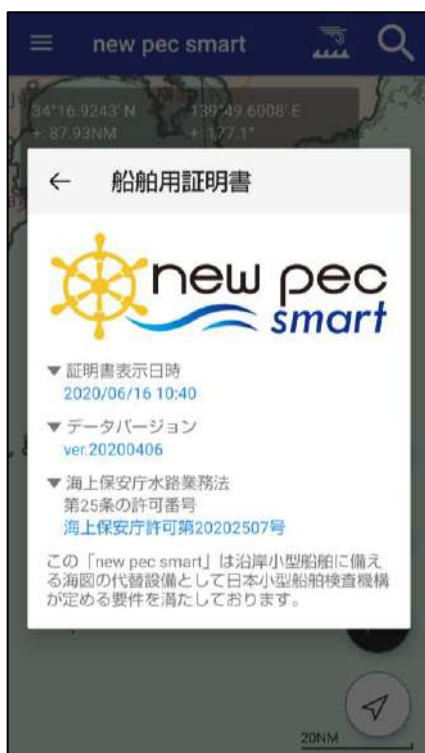 new pec smart
34°16.9243' N 139°49.6008' E
+: 87.93NM +: 177.1°
← 船舶用証明書
new pec
smart
▼ 証明書表示日時
2020/06/16 10:40
▼ データバージョン
ver.20200406
▼ 海上保安庁水路業務法
第25条の許可番号
海上保安庁許可第20202507号
この「new pec smart」は沿岸小型船舶に備え
る海図の代替設備として日本小型船舶検査機構
が定める要件を満たしております。
20NM